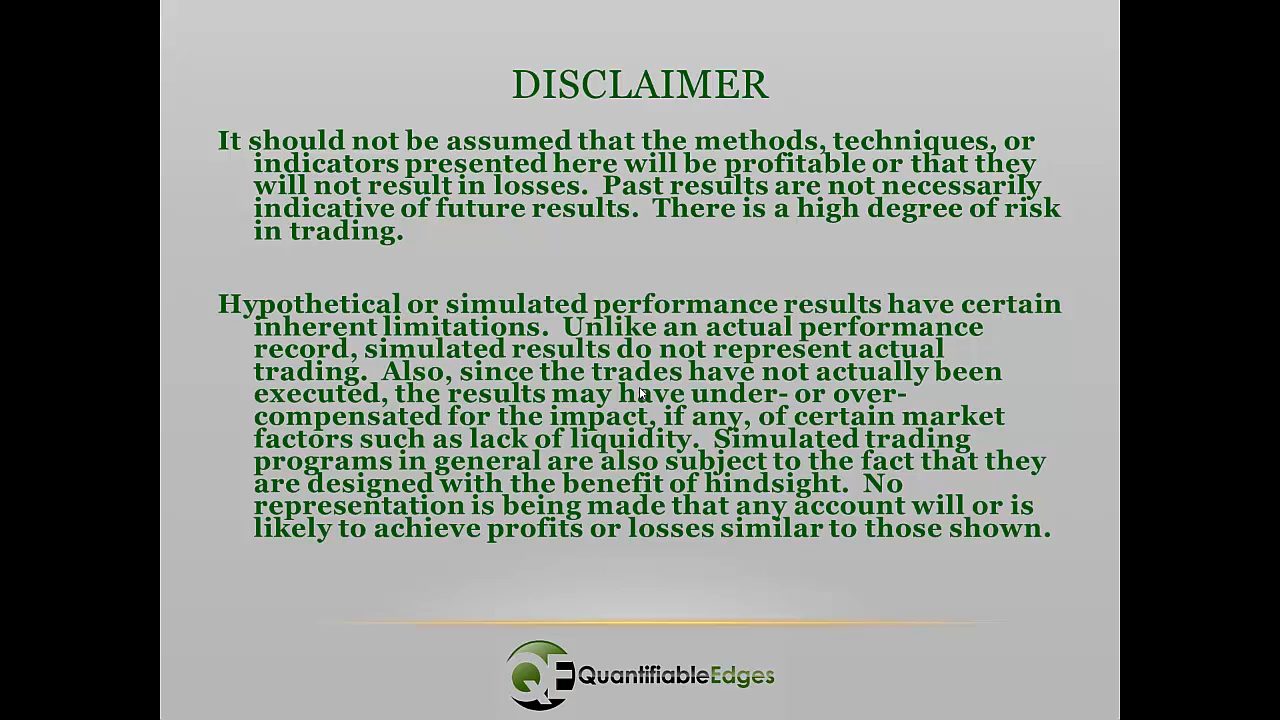 DISCLAIMER
It should not be assumed that the methods, techniques, or
indicators presented here will be profitable or that they
will not result in losses.  Past results are not necessarily
indicative of future results.  There is a high degree of risk
in trading.
Hypothetical or simulated performance results have certain
inherent limitations.  Unlike an actual performance
record, simulated results do not represent actual
trading.  Also, since the trades have not actually been
executed, the results may have under- or over-
compensated for the impact, if any, of certain market
factors such as lack of liquidity.  Simulated trading
programs in general are also subject to the fact that they
are designed with the benefit of hindsight.  No
representation is being made that any account will or is
likely to achieve profits or losses similar to those shown.
QE QuantifiableEdges